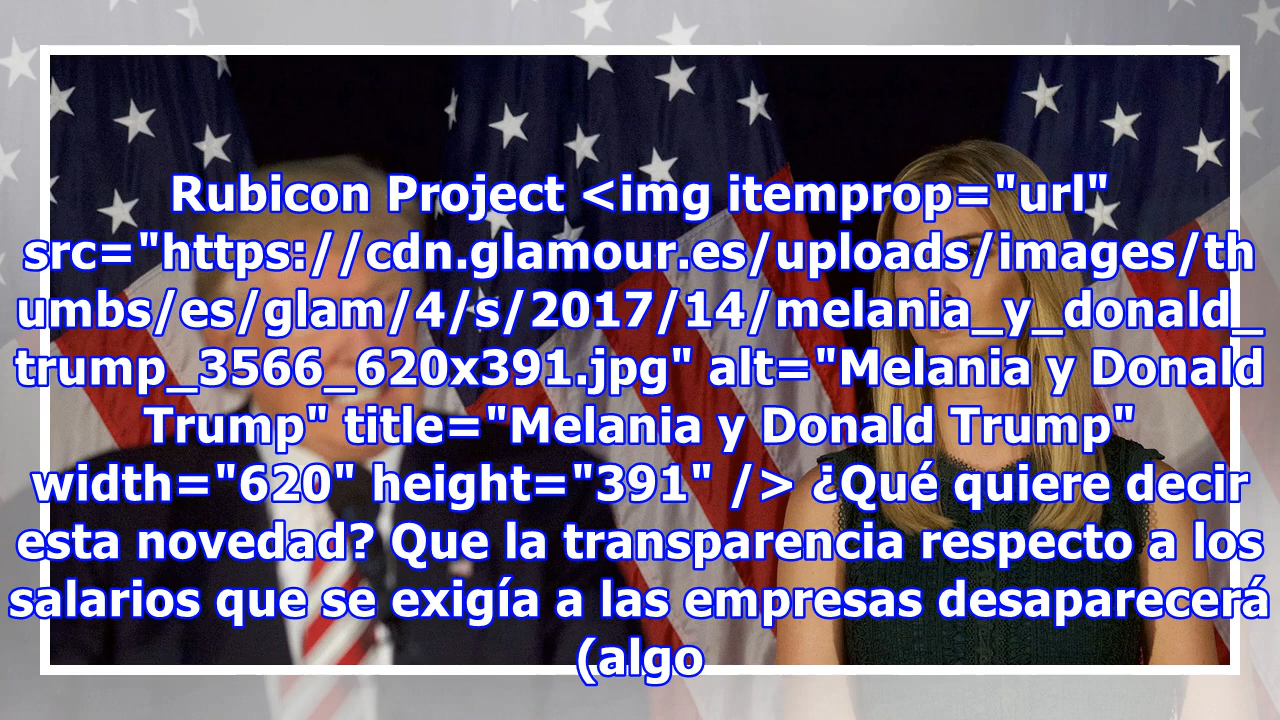 Rubicon Project <img itemprop="url"
src="https://cdn.glamour.es/uploads/images/th
umbs/es/glam/4/s/2017/14/melania_y_donald_
trump_3566_620x391.jpg" alt="Melania y Donald
Trump" title="Melania y Donald Trump"
width="620" height="391" /> ¿Qué quiere decir
esta novedad? Que la transparencia respecto a los
salarios que se exigía a las empresas desaparecerá
(algo